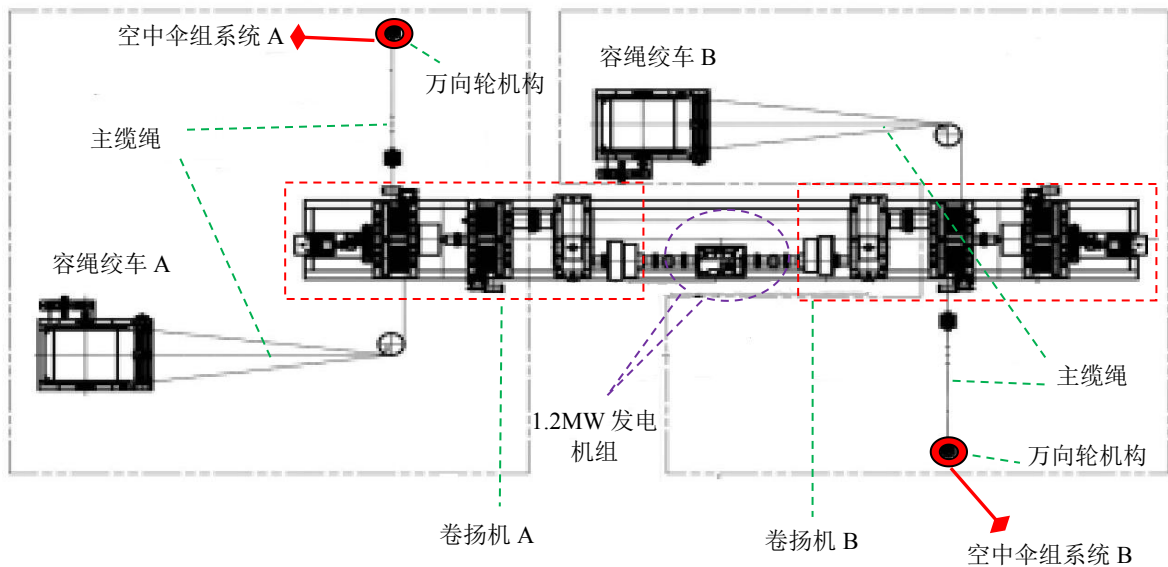 空中伞组系统 A
万向轮机构
容绳绞车 B
主缆绳
容绳绞车 A
主缆绳
1.2MW 发电
机组
万向轮机构
卷扬机 A
卷扬机 B
空中伞组系统 B